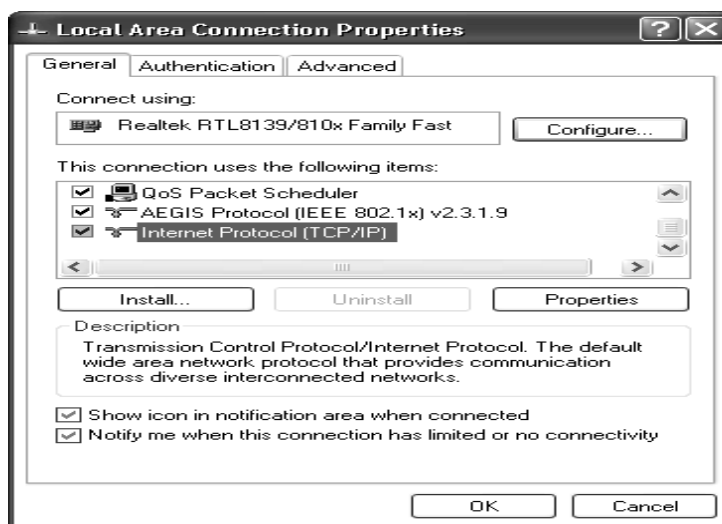 Local Area Connection Properties
General Authentication Advanced
Connect using:
Realtek RTL8139/810x Family Fast Configure...
This connection uses the following items:
QoS Packet Scheduler
AEGIS Protocol (IEEE 802.1x) v2.3.1.9
Internet Protocol (TCP/IP)
Install... Uninstall Properties
Description
Transmission Control Protocol/Internet Protocol. The default
wide area network protocol that provides communication
across diverse interconnected networks.
Show icon in notification area when connected
Notify me when this connection has limited or no connectivity
OK Cancel